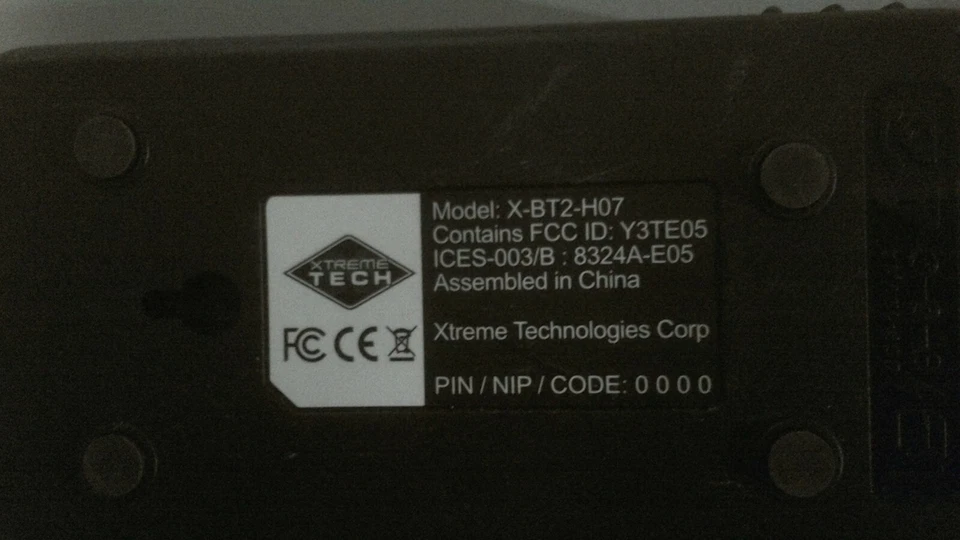 XTREME
TECH
FC CE
Model: X-BT2-H07
Contains FCC ID: Y3TE05
ICES-003/B : 8324A-E05
Assembled in China
Xtreme Technologies Corp
PIN / NIP / CODE: 0 0 0 0